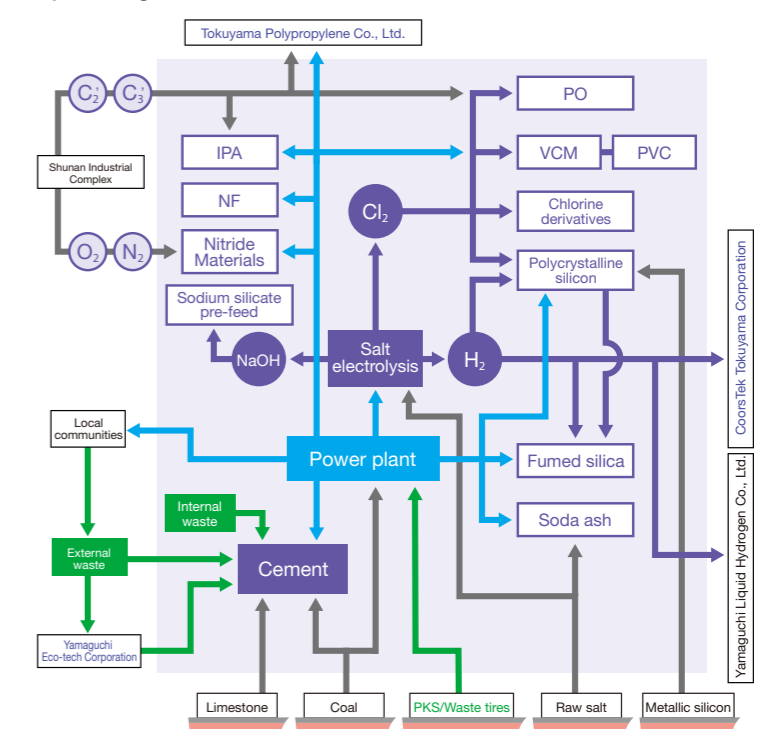 Tokuyama Polypropylene Co., Ltd.
C2'
C3'
PO
Shunan Industrial
Complex
IPA
VCM
PVC
NF
Cl2
Chlorine
derivatives
O2
N2
Nitride
Materials
Polycrystalline
silicon
Sodium silicate
pre-feed
NaOH
Salt
electrolysis
H2
CoorsTek Tokuyama Corporation
Local
communities
Power plant
Fumed silica
Internal
waste
Soda ash
External
waste
Cement
Yamaguchi Liquid Hydrogen Co., Ltd.
Yamaguchi
Eco-tech Corporation
Limestone
Coal
PKS/Waste tires
Raw salt
Metallic silicon